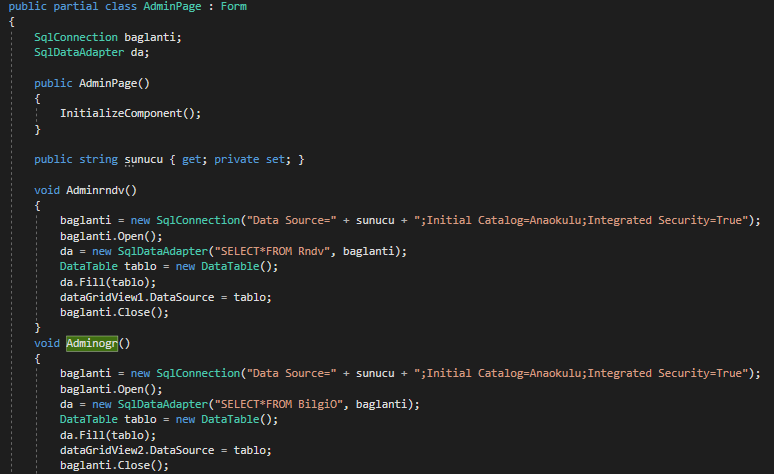 public partial class AdminPage : Form
{
SqlConnection baglanti;
SqlDataAdapter da;
public AdminPage()
{
InitializeComponent();
}
public string sunucu { get; private set; }
void Adminrndv()
{
baglanti = new SqlConnection("Data Source=" + sunucu + ";Initial Catalog=Anaokulu;Integrated Security=True");
baglanti.Open();
da = new SqlDataAdapter("SELECT*FROM Rndv", baglanti);
DataTable tablo = new DataTable();
da.Fill(tablo);
dataGridView1.DataSource = tablo;
baglanti.Close();
}
void Adminogr()
{
baglanti = new SqlConnection("Data Source=" + sunucu + ";Initial Catalog=Anaokulu;Integrated Security=True");
baglanti.Open();
da = new SqlDataAdapter("SELECT*FROM BilgiO", baglanti);
DataTable tablo = new DataTable();
da.Fill(tablo);
dataGridView2.DataSource = tablo;
baglanti.Close();